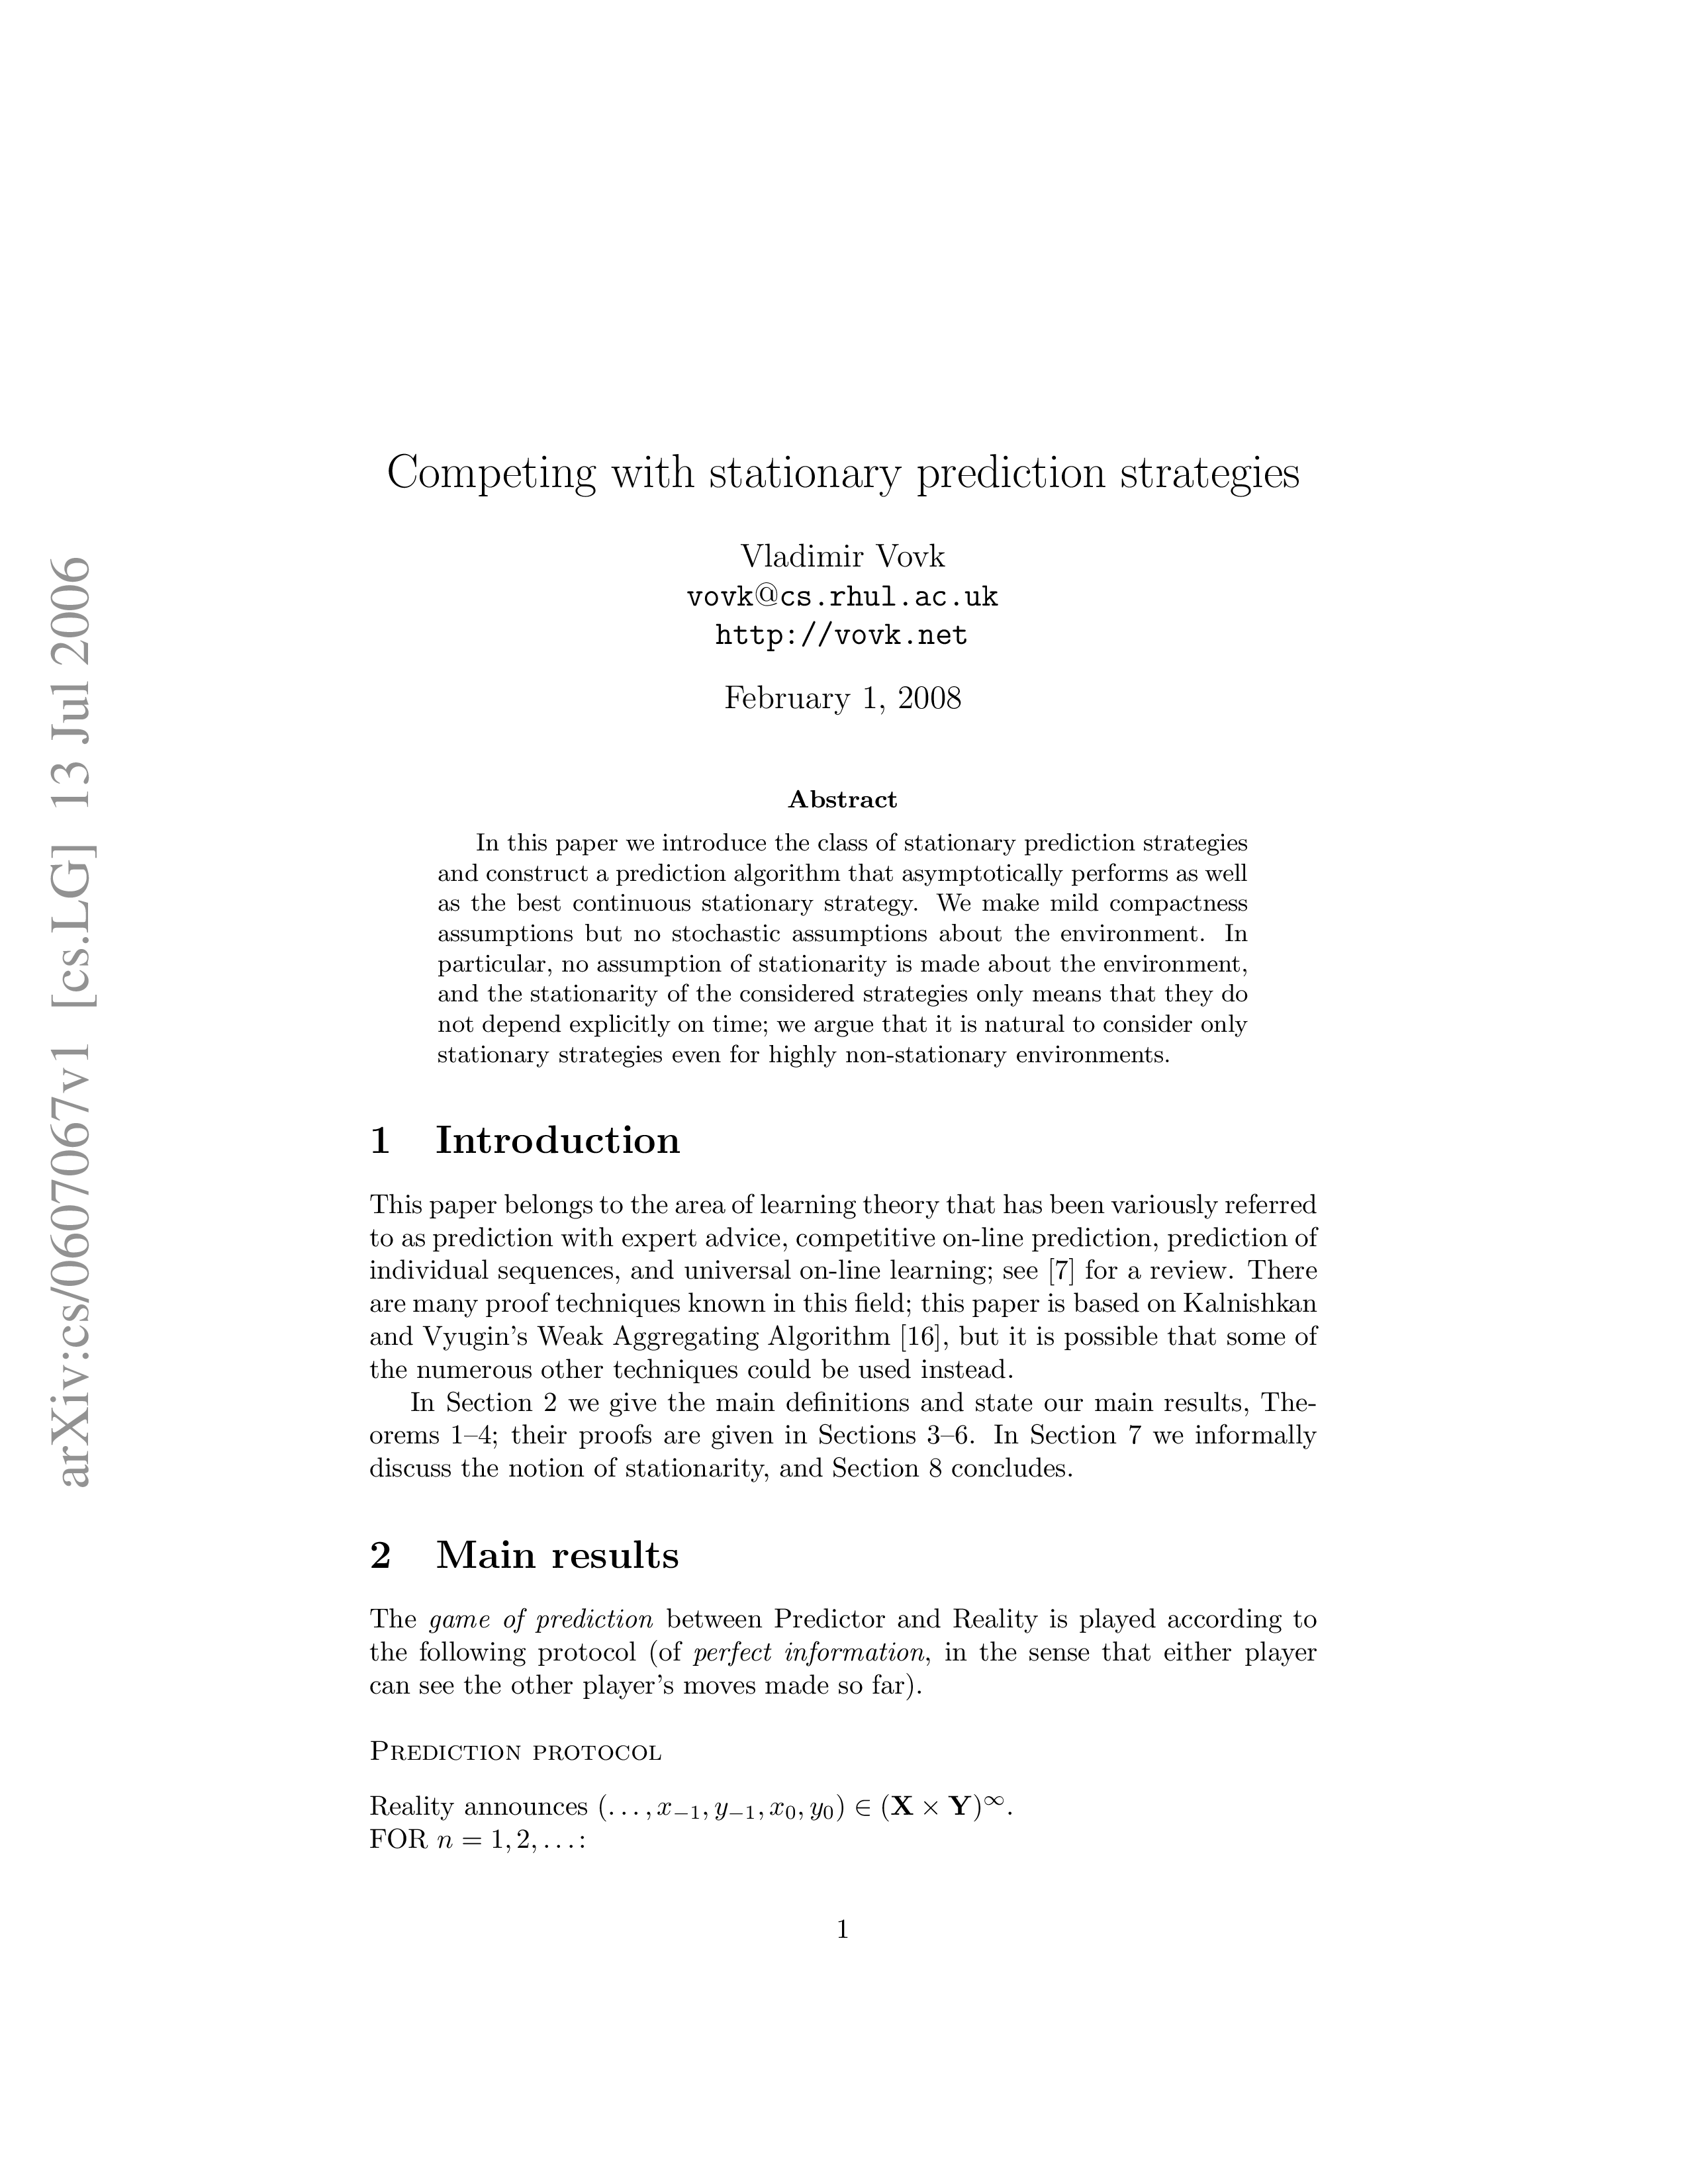 Competing with stationary prediction strategies
Vladimir Vovk
vovk@cs.rhul.ac.uk
http://vovk.net
February 1, 2008
Abstract
In this paper we introduce the class of stationary prediction strategies
and construct a prediction algorithm that asymptotically performs as well
as the best continuous stationary strategy. We make mild compactness
assumptions but no stochastic assumptions about the environment. In
particular, no assumption of stationarity is made about the environment,
and the stationarity of the considered strategies only means that they do
not depend explicitly on time; we argue that it is natural to consider only
stationary strategies even for highly non-stationary environments.
1 Introduction
This paper belongs to the area of learning theory that has been variously referred
to as prediction with expert advice, competitive on-line prediction, prediction of
individual sequences, and universal on-line learning; see [7] for a review. There
are many proof techniques known in this field; this paper is based on Kalnishkan
and Vyugin's Weak Aggregating Algorithm [16], but it is possible that some of
the numerous other techniques could be used instead.
In Section 2 we give the main definitions and state our main results, The-
orems 1–4; their proofs are given in Sections 3–6. In Section 7 we informally
discuss the notion of stationarity, and Section 8 concludes.
2 Main results
The game of prediction between Predictor and Reality is played according to
the following protocol (of perfect information, in the sense that either player
can see the other player's moves made so far).
Prediction protocol
Reality announces (. . . , x₋₁, y₋₁, x₀, y₀) ∈ (X × Y)^∞.
FOR n = 1, 2, . . . :
1
arXiv:cs/0607067v1 [cs.LG] 13 Jul 2006